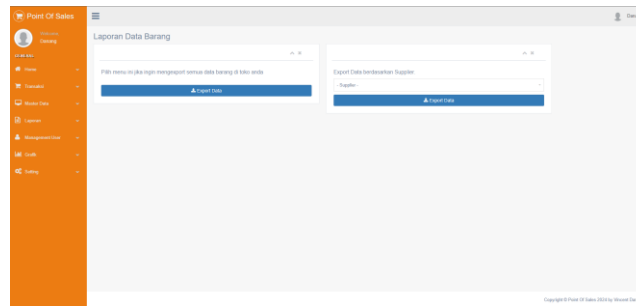 Point Of Sales
Welcome
Danang
Home
Transaksi
Master Data
Laporan
Management User
Grafik
Setting
Laporan Data Barang
Pilih menu ini jika ingin mengexport semua data barang di toko anda
Export Data
Export Data berdasarkan Supplier
- Supplier -
Export Data
Copyright © Point Of Sales 2024 by